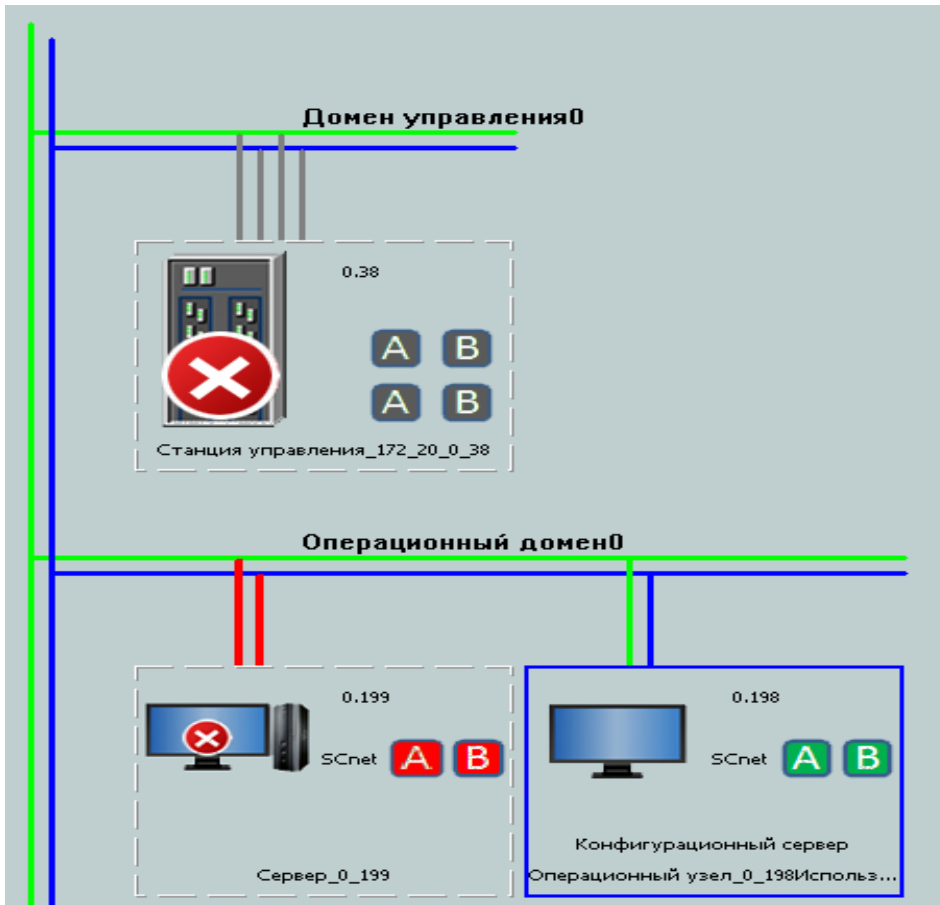 Домен управления0
0.38
A B
A B
Станция управления_172_20_0_38
Операционный домен0
0.199
SCnet A B
Сервер_0_199
0.198
SCnet A B
Конфигурационный сервер
Операционный узел_0_198Использ...